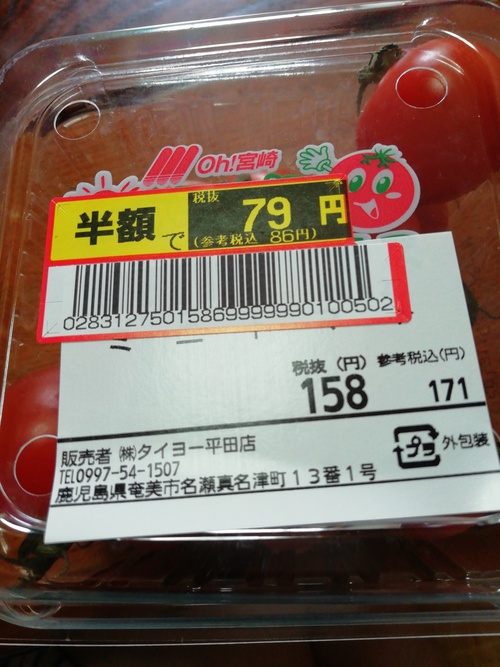 Oh!宮崎
半額で 税抜 79 円
(参考税込 86円)
02831275015869999990100502
税抜 (円) 参考税込(円)
158 171
販売者 ㈱タイヨー平田店
TEL0997-54-1507
鹿児島県奄美市名瀬真名津町13番1号
プラ 外包装